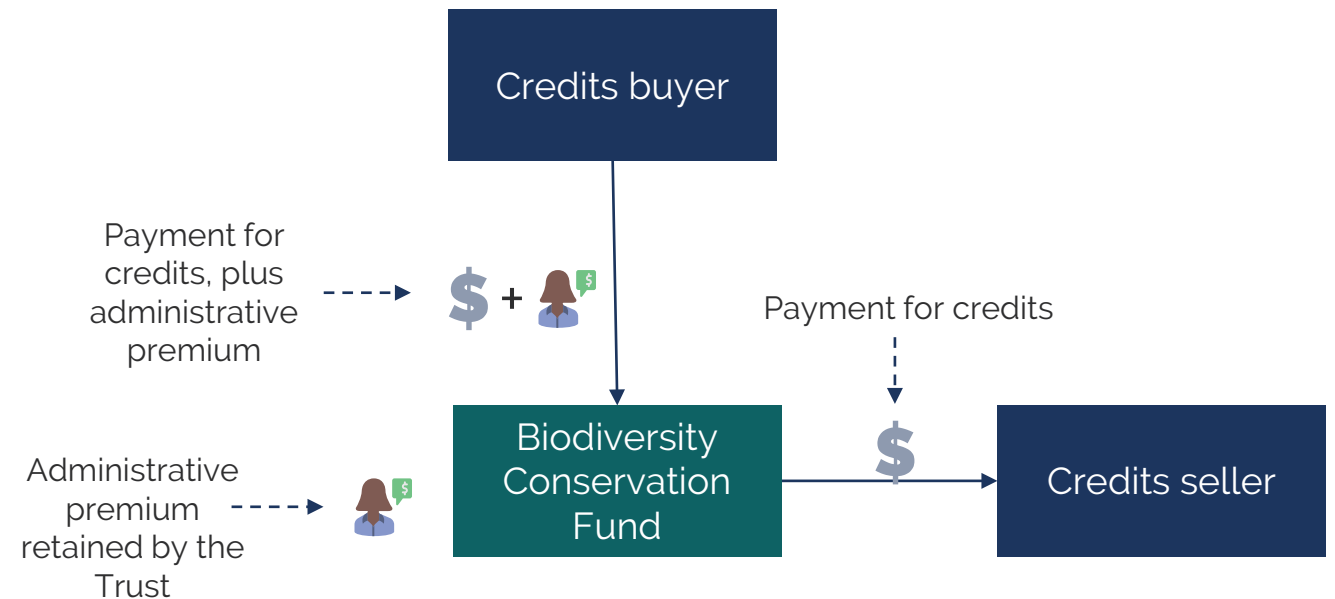 Credits buyer
Payment for
credits, plus
administrative
premium
$ + $
Payment for credits
$
Administrative
premium
retained by the
Trust
$
Biodiversity
Conservation
Fund
Credits seller